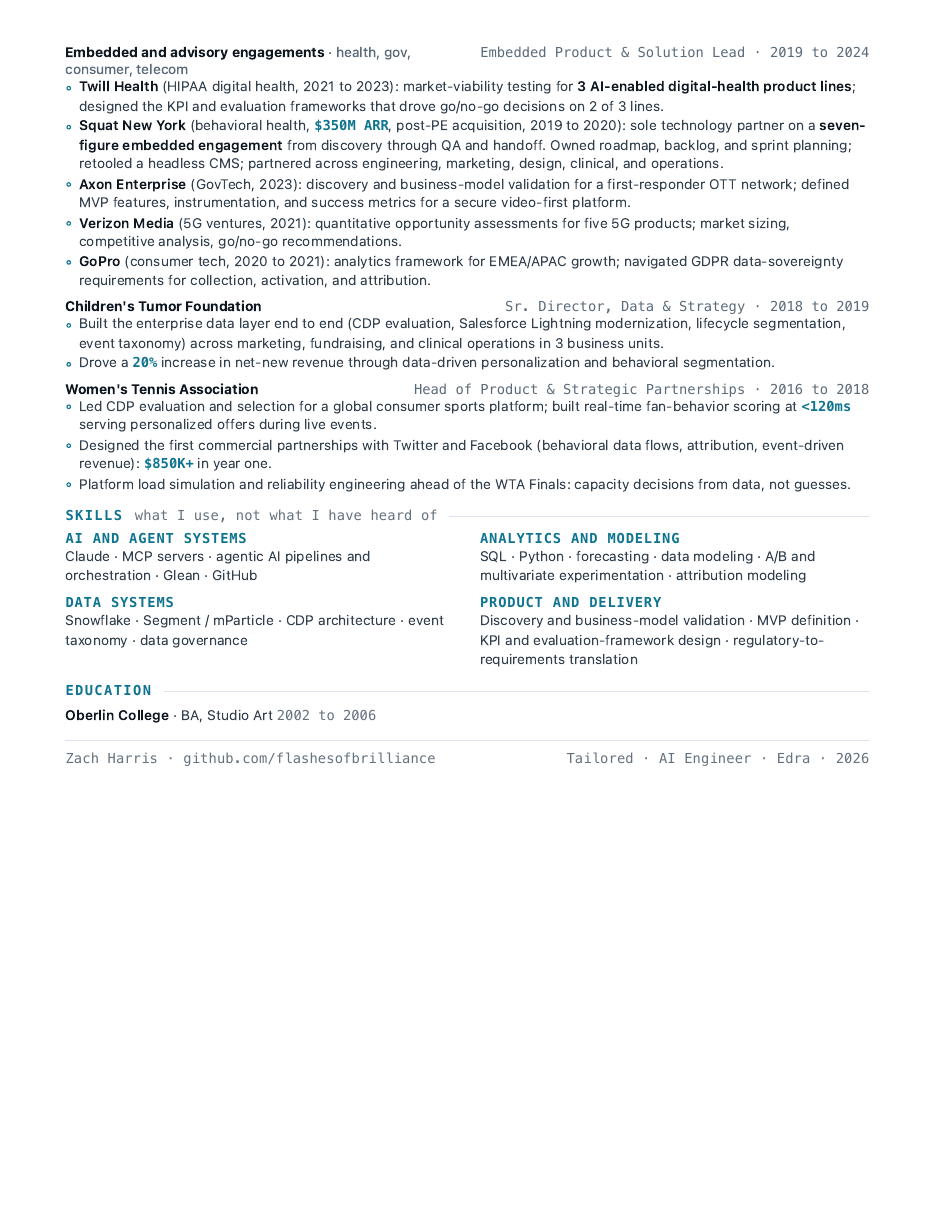 Embedded and advisory engagements · health, gov, consumer, telecom
Embedded Product & Solution Lead · 2019 to 2024
Twill Health (HIPAA digital health, 2021 to 2023): market-viability testing for 3 AI-enabled digital-health product lines;
designed the KPI and evaluation frameworks that drove go/no-go decisions on 2 of 3 lines.
Squat New York (behavioral health, $350M ARR, post-PE acquisition, 2019 to 2020): sole technology partner on a seven-
figure embedded engagement from discovery through QA and handoff. Owned roadmap, backlog, and sprint planning;
retooled a headless CMS; partnered across engineering, marketing, design, clinical, and operations.
Axon Enterprise (GovTech, 2023): discovery and business-model validation for a first-responder OTT network; defined
MVP features, instrumentation, and success metrics for a secure video-first platform.
Verizon Media (5G ventures, 2021): quantitative opportunity assessments for five 5G products; market sizing,
competitive analysis, go/no-go recommendations.
GoPro (consumer tech, 2020 to 2021): analytics framework for EMEA/APAC growth; navigated GDPR data-sovereignty
requirements for collection, activation, and attribution.
Children's Tumor Foundation
Sr. Director, Data & Strategy · 2018 to 2019
Built the enterprise data layer end to end (CDP evaluation, Salesforce Lightning modernization, lifecycle segmentation,
event taxonomy) across marketing, fundraising, and clinical operations in 3 business units.
Drove a 20% increase in net-new revenue through data-driven personalization and behavioral segmentation.
Women's Tennis Association
Head of Product & Strategic Partnerships · 2016 to 2018
Led CDP evaluation and selection for a global consumer sports platform; built real-time fan-behavior scoring at <120ms
serving personalized offers during live events.
Designed the first commercial partnerships with Twitter and Facebook (behavioral data flows, attribution, event-driven
revenue): $850K+ in year one.
Platform load simulation and reliability engineering ahead of the WTA Finals: capacity decisions from data, not guesses.
SKILLS what I use, not what I have heard of
AI AND AGENT SYSTEMS
Claude · MCP servers · agentic AI pipelines and
orchestration · Glean · GitHub
ANALYTICS AND MODELING
SQL · Python · forecasting · data modeling · A/B and
multivariate experimentation · attribution modeling
DATA SYSTEMS
Snowflake · Segment / mParticle · CDP architecture · event
taxonomy · data governance
PRODUCT AND DELIVERY
Discovery and business-model validation · MVP definition ·
KPI and evaluation-framework design · regulatory-to-
requirements translation
EDUCATION
Oberlin College · BA, Studio Art 2002 to 2006
Zach Harris · github.com/flashesofbrilliance
Tailored · AI Engineer · Edra · 2026